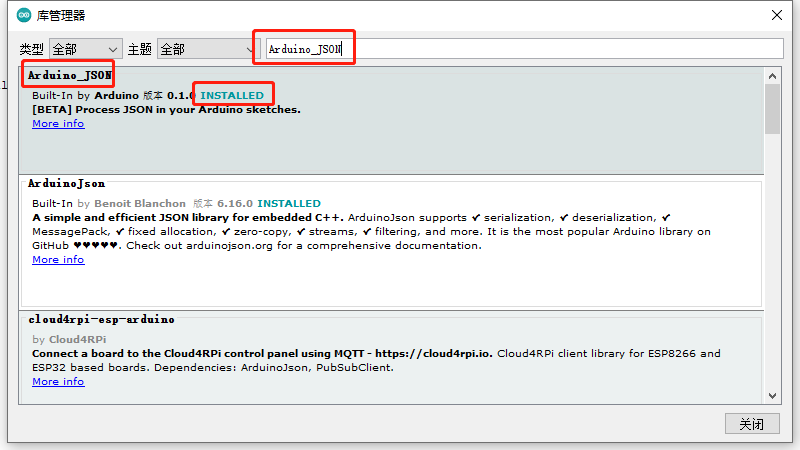 库管理器
类型 全部 主题 全部 Arduino_JSON
Arduino_JSON
Built-In by Arduino 版本 0.1.0 INSTALLED
[BETA] Process JSON in your Arduino sketches.
More info
ArduinoJson
Built-In by Benoit Blanchon 版本 6.16.0 INSTALLED
A simple and efficient JSON library for embedded C++. ArduinoJson supports ✔ serialization, ✔ deserialization, ✔
MessagePack, ✔ fixed allocation, ✔ zero-copy, ✔ streams, ✔ filtering, and more. It is the most popular Arduino library on
GitHub ♥♥♥♥♥. Check out arduinojson.org for a comprehensive documentation.
More info
cloud4rpi-esp-arduino
by Cloud4RPi
Connect a board to the Cloud4RPi control panel using MQTT - https://cloud4rpi.io. Cloud4RPi client library for ESP8266 and
ESP32 based boards. Dependencies: ArduinoJson, PubSubClient.
More info
关闭